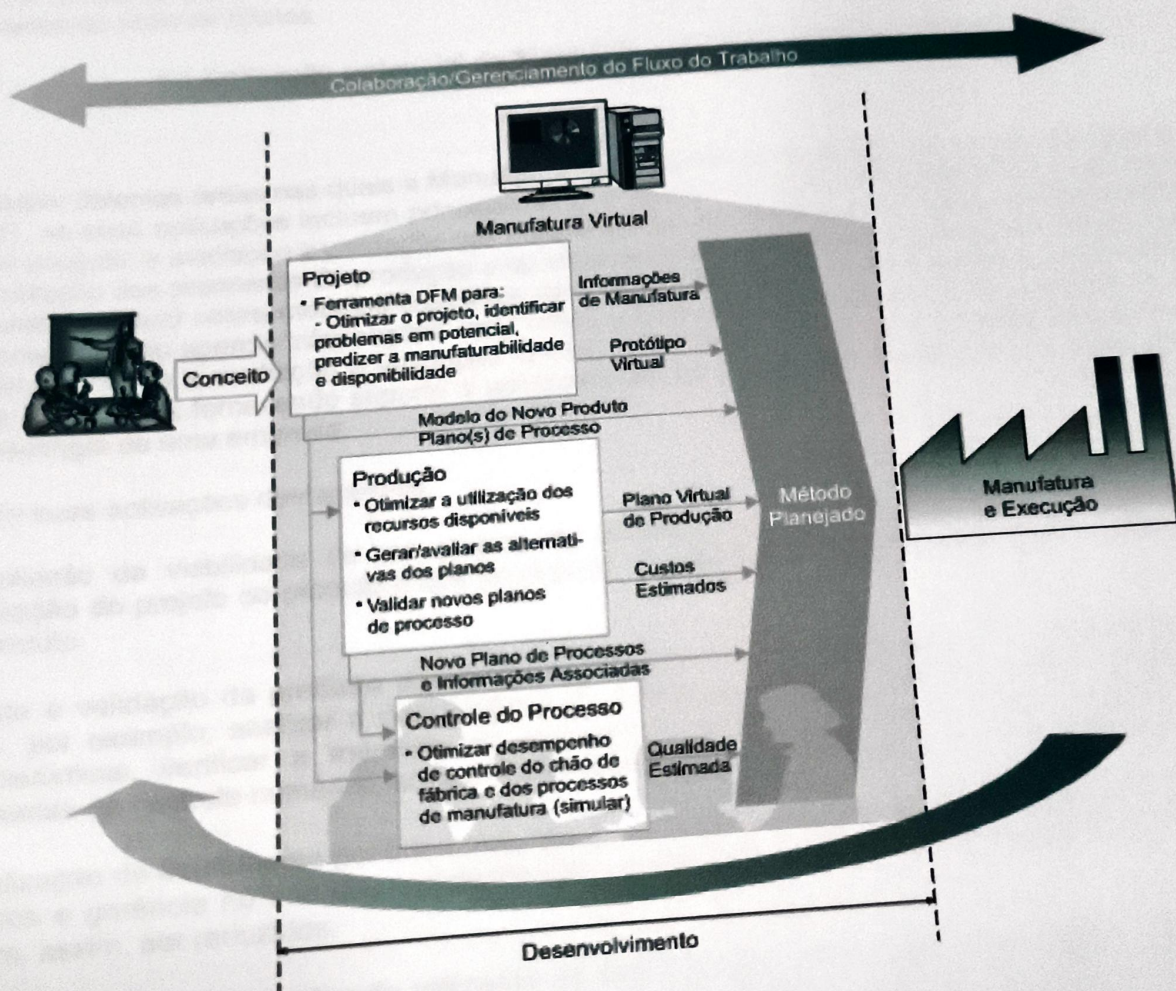 Colaboração/Gerenciamento do Fluxo do Trabalho
Manufatura Virtual
Conceito
Projeto
• Ferramenta DFM para:
- Otimizar o projeto, identificar
problemas em potencial,
predizer a manufaturabilidade
e disponibilidade
Informações
de Manufatura
Protótipo
Virtual
Modelo do Novo Produto
Plano(s) de Processo
Produção
• Otimizar a utilização dos
recursos disponíveis
• Gerar/avaliar as alternati-
vas dos planos
• Validar novos planos
de processo
Plano Virtual
de Produção
Custos
Estimados
Método
Planejado
Manufatura
e Execução
Novo Plano de Processos
e Informações Associadas
Controle do Processo
• Otimizar desempenho
de controle do chão de
fábrica e dos processos
de manufatura (simular)
Qualidade
Estimada
Desenvolvimento